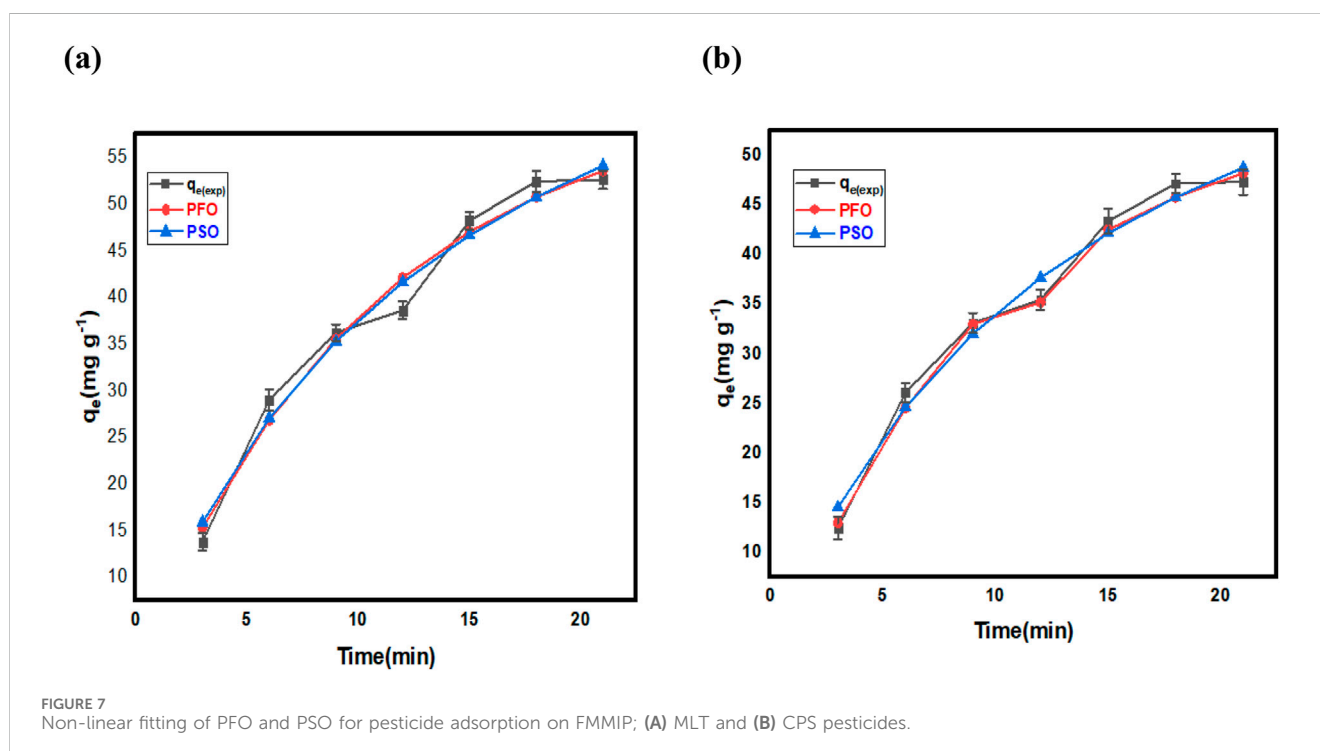 (a)
55
50
45
40
35
30
25
20
15
10
0
5
10
15
20
qe(mg g-1)
Time(min)
qe(exp)
PFO
PSO
(b)
50
45
40
35
30
25
20
15
10
0
5
10
15
20
qe(mg g-1)
Time(min)
qe(exp)
PFO
PSO
FIGURE 7
Non-linear fitting of PFO and PSO for pesticide adsorption on FMMIP; (A) MLT and (B) CPS pesticides.